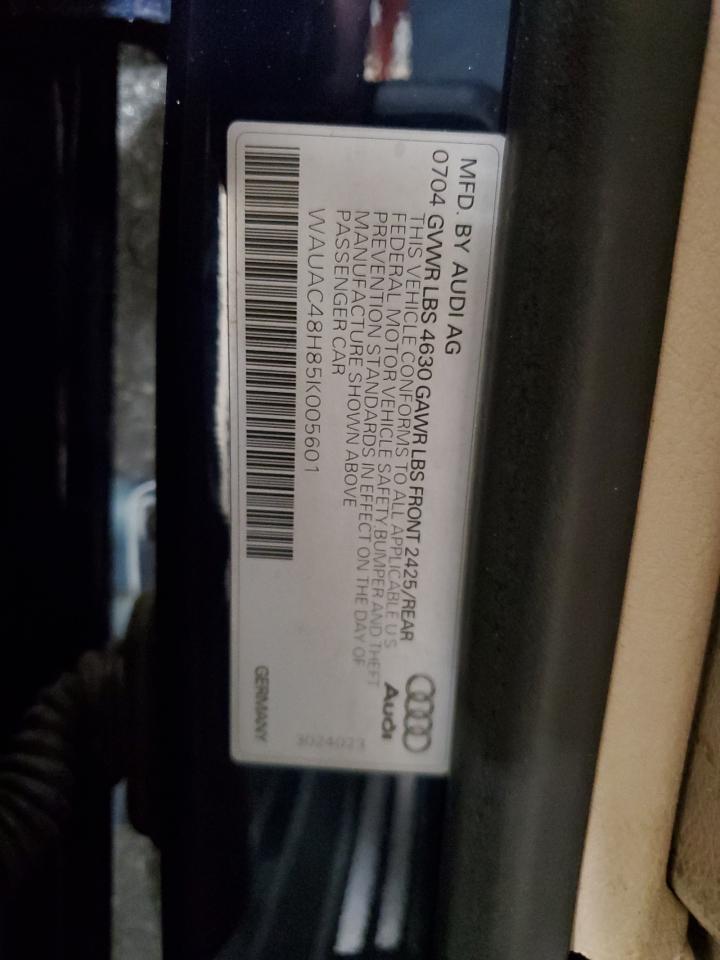 MFD. BY AUDI AG
0704 GVWR LBS 4630 GAWR LBS FRONT 2425/REAR
THIS VEHICLE CONFORMS TO ALL APPLICABLE U S
FEDERAL MOTOR VEHICLE SAFETY BUMPER AND THEFT
PREVENTION STANDARDS IN EFFECT ON THE DAY OF
MANUFACTURE SHOWN ABOVE
PASSENGER CAR
WAUAC48H85K005601
Audi
GERMANY